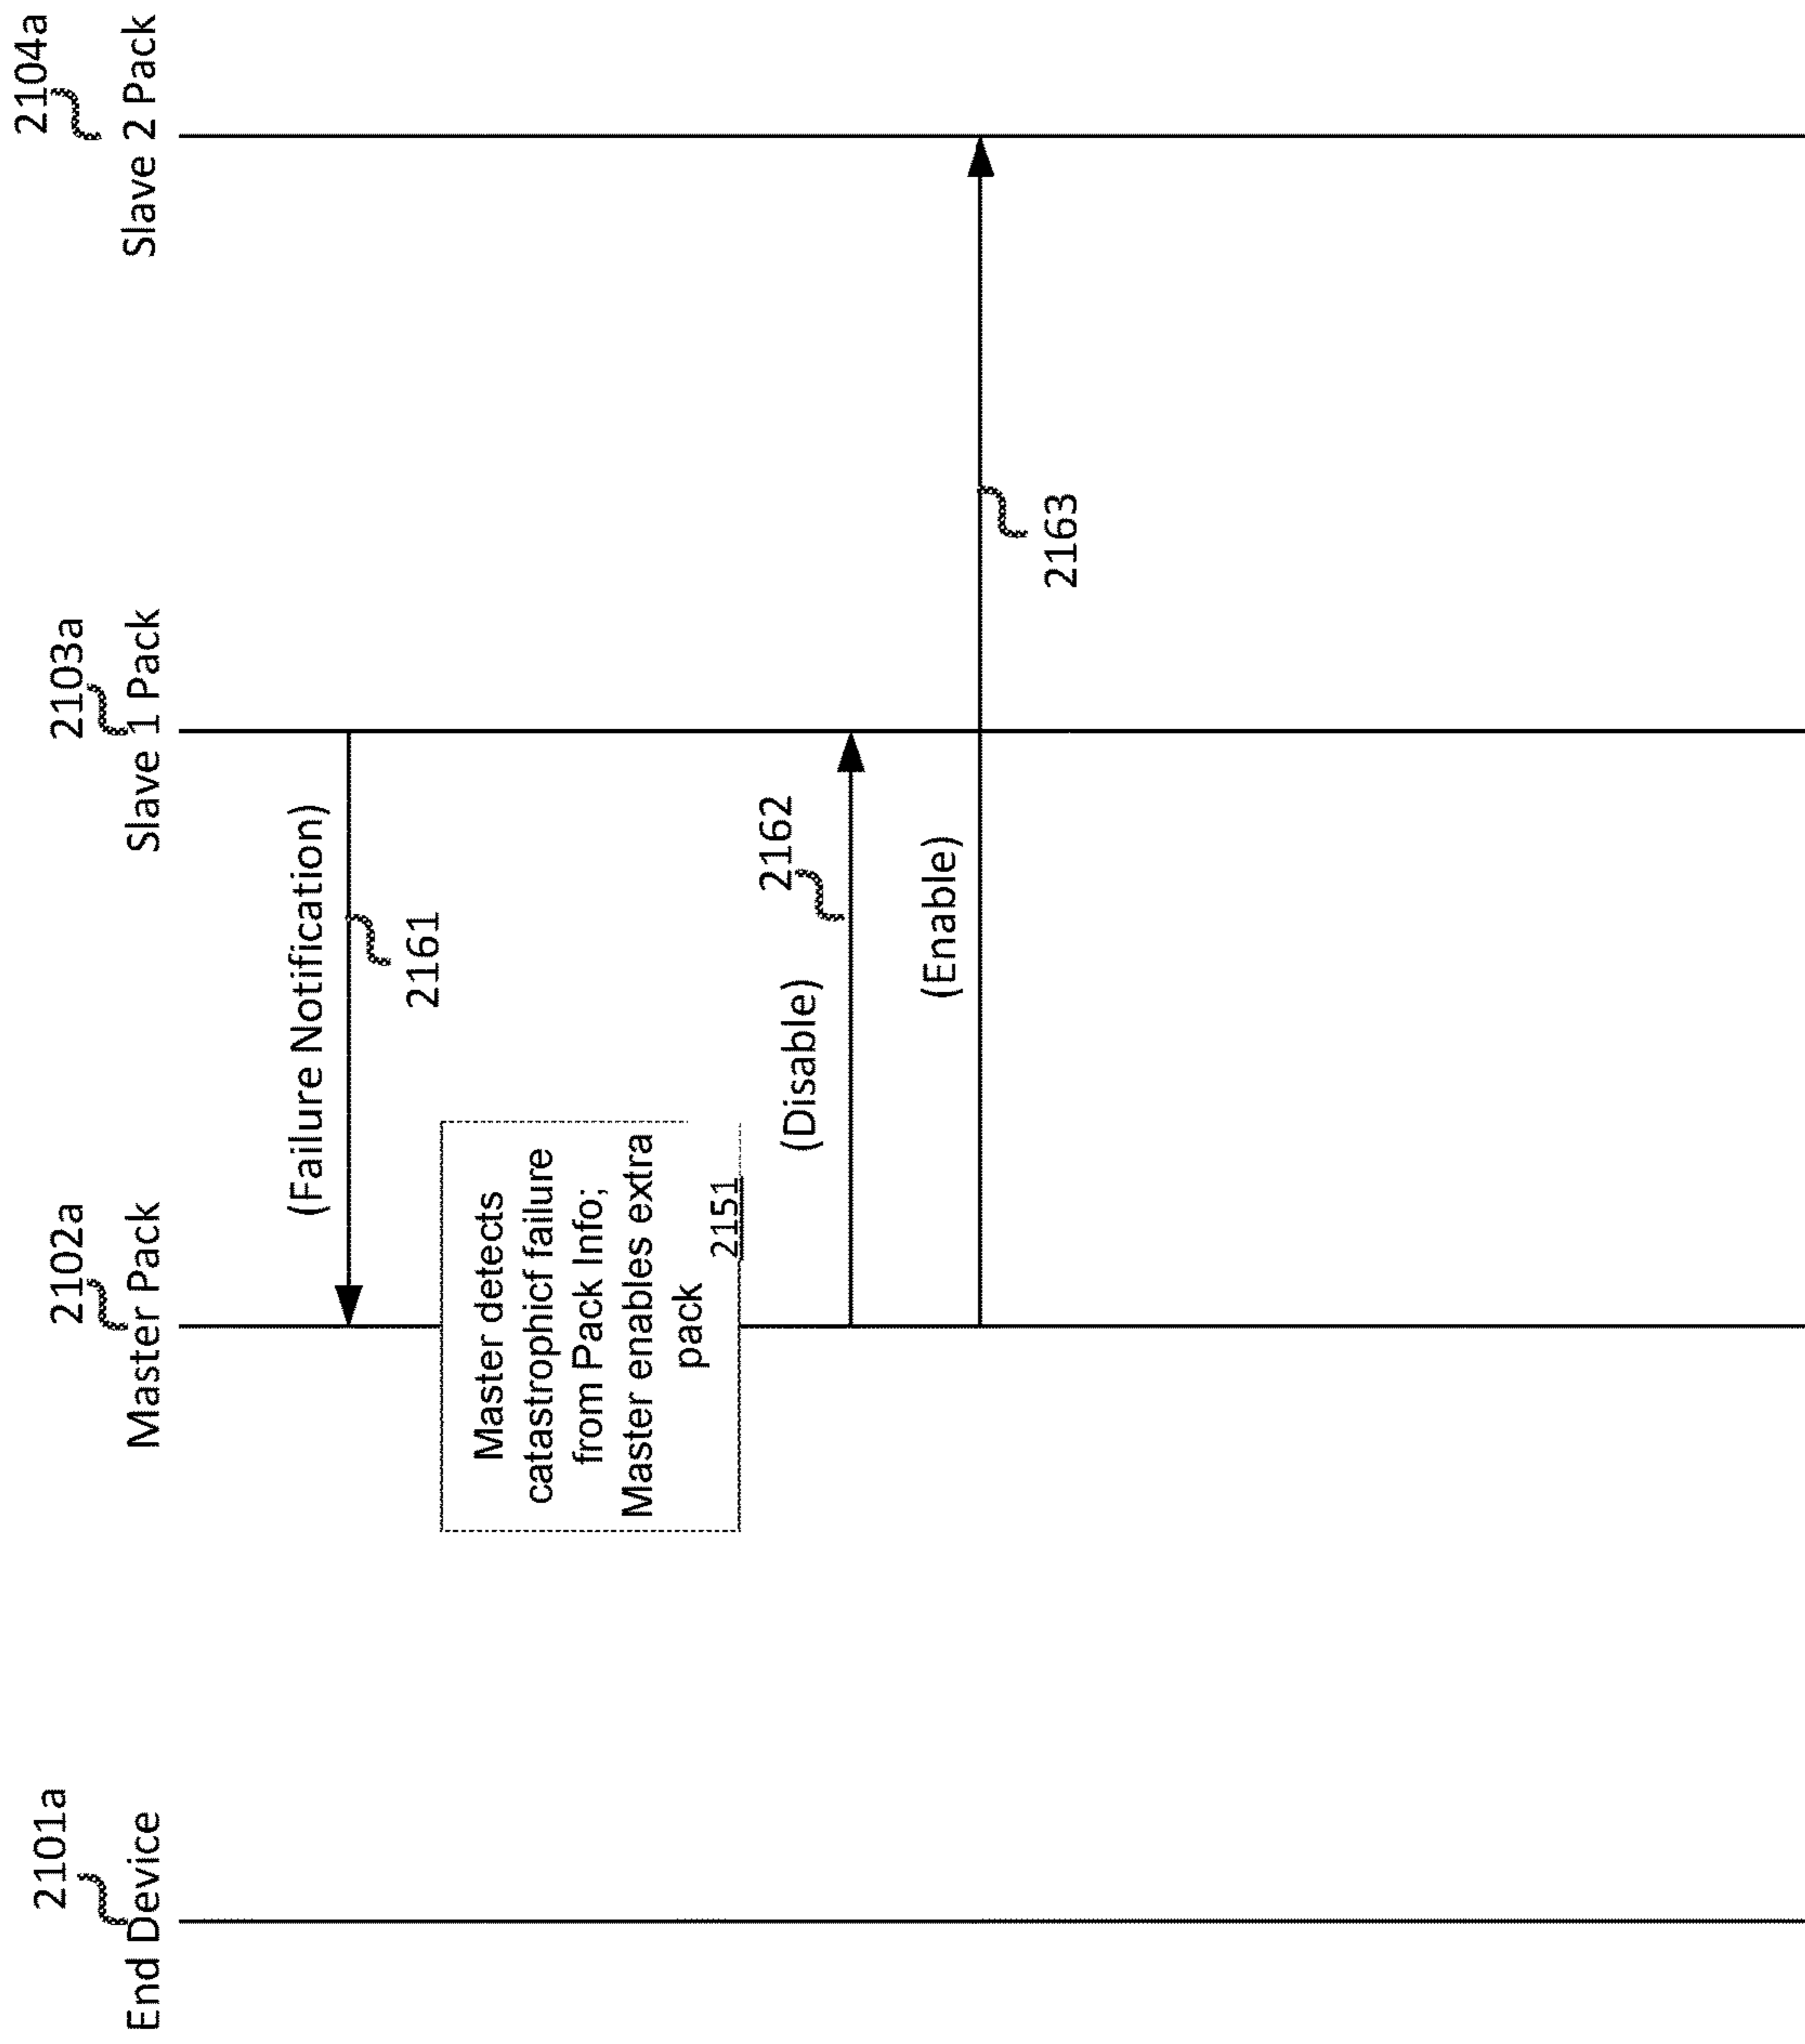 2101a
End Device
2102a
Master Pack
2103a
Slave 1 Pack
2104a
Slave 2 Pack
(Failure Notification)
2161
Master detects
catastrophicf failure
from Pack Info;
Master enables extra
pack
2151
(Disable)
2162
(Enable)
2163